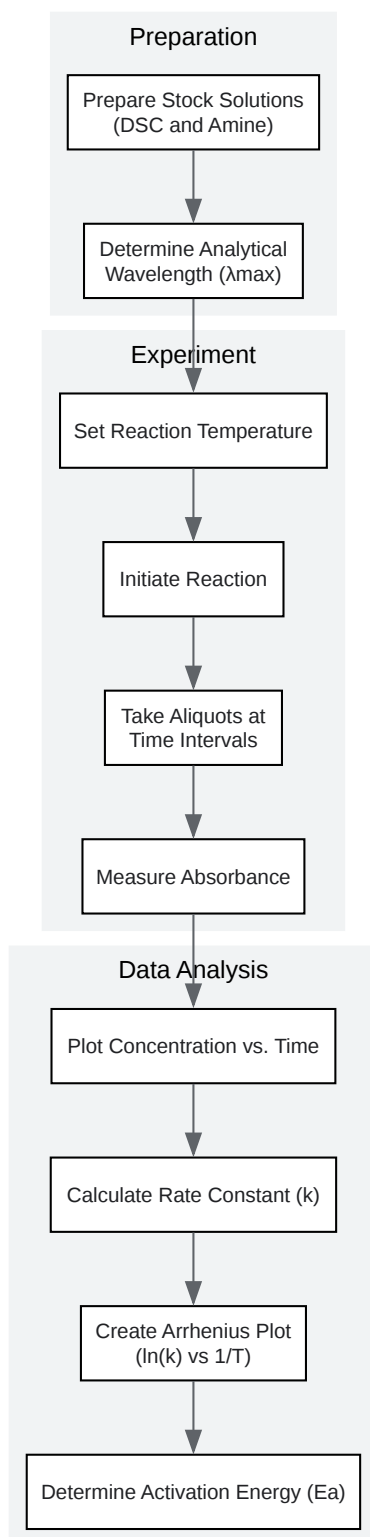 Preparation
Prepare Stock Solutions
(DSC and Amine)
Determine Analytical
Wavelength (λmax)
Experiment
Set Reaction Temperature
Initiate Reaction
Take Aliquots at
Time Intervals
Measure Absorbance
Data Analysis
Plot Concentration vs. Time
Calculate Rate Constant (k)
Create Arrhenius Plot
(ln(k) vs 1/T)
Determine Activation Energy (Ea)